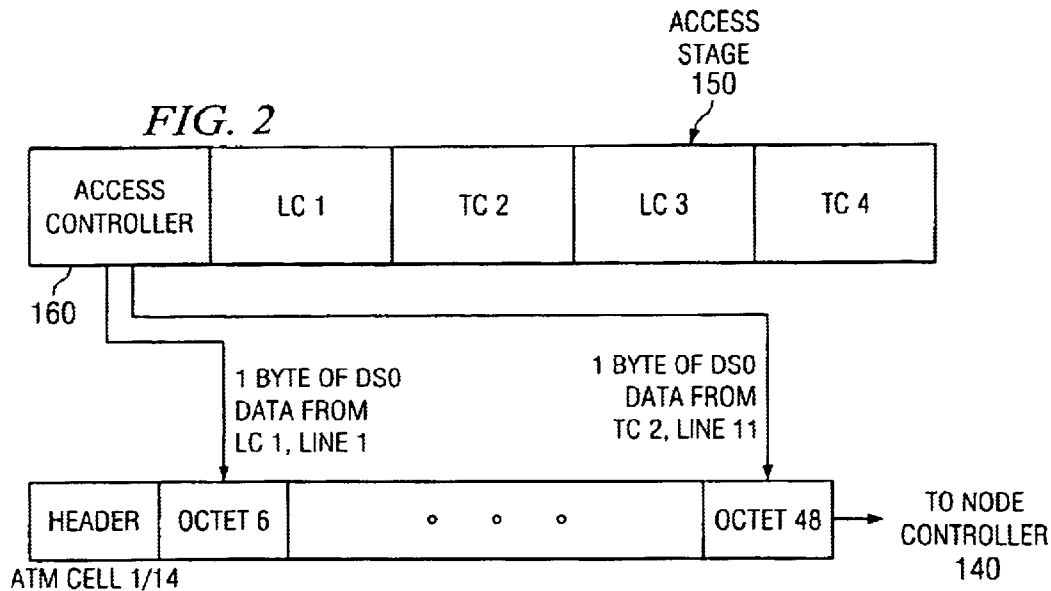 ACCESS
STAGE
150
FIG. 2
ACCESS
CONTROLLER
LC 1
TC 2
LC 3
TC 4
160
1 BYTE OF DS0
DATA FROM
LC 1, LINE 1
1 BYTE OF DS0
DATA FROM
TC 2, LINE 11
HEADER
OCTET 6
OCTET 48
TO NODE
CONTROLLER
140
ATM CELL 1/14